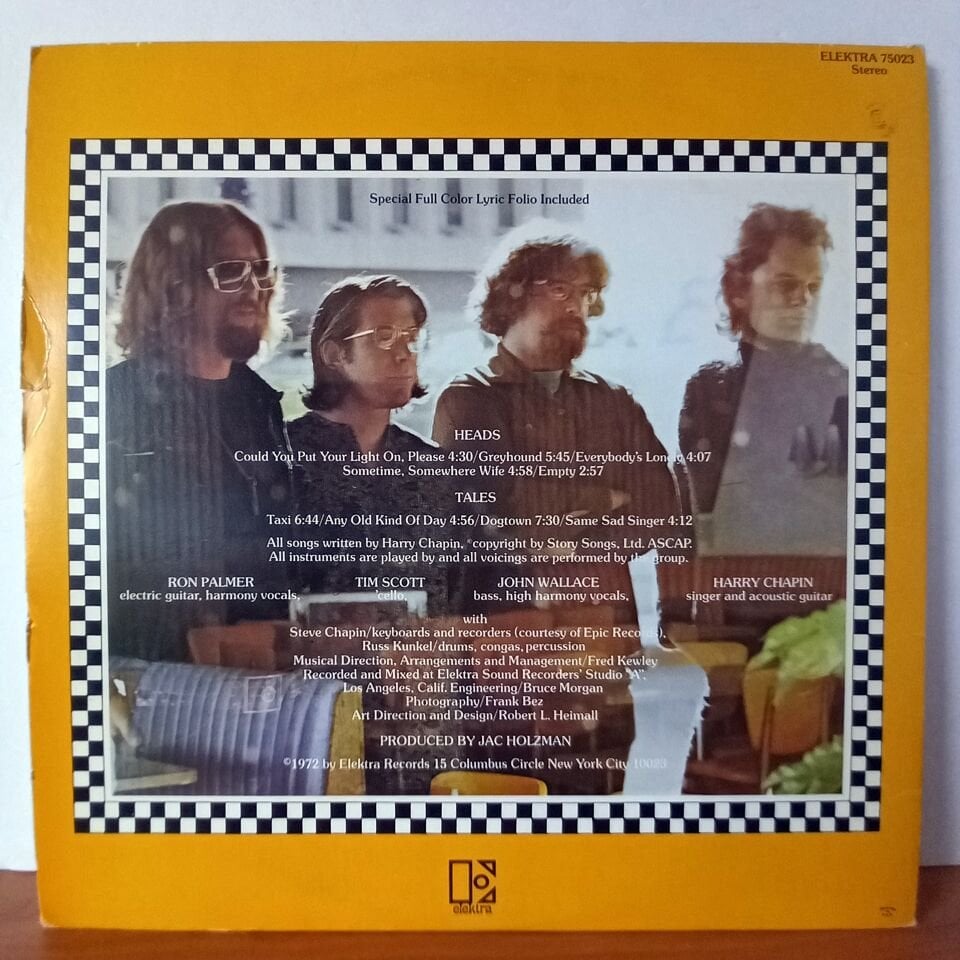 ELEKTRA 75023
Stereo
Special Full Color Lyric Folio Included
HEADS
Could You Put Your Light On, Please 4:30/Greyhound 5:45/Everybody's Lonely 4:07
Sometime, Somewhere Wife 4:58/Empty 2:57
TALES
Taxi 6:44/Any Old Kind Of Day 4:56/Dogtown 7:30/Same Sad Singer 4:12
All songs written by Harry Chapin, ©copyright by Story Songs, Ltd. ASCAP.
All instruments are played by and all voicings are performed by the group.
RON PALMER TIM SCOTT JOHN WALLACE HARRY CHAPIN
electric guitar, harmony vocals, 'cello, bass, high harmony vocals, singer and acoustic guitar
with
Steve Chapin/keyboards and recorders (courtesy of Epic Records),
Russ Kunkel/drums, congas, percussion
Musical Direction, Arrangements and Management/Fred Kewley
Recorded and Mixed at Elektra Sound Recorders' Studio "A",
Los Angeles, Calif. Engineering/Bruce Morgan
Photography/Frank Bez
Art Direction and Design/Robert L. Heimall
PRODUCED BY JAC HOLZMAN
©1972 by Elektra Records 15 Columbus Circle New York City 10023
elektra